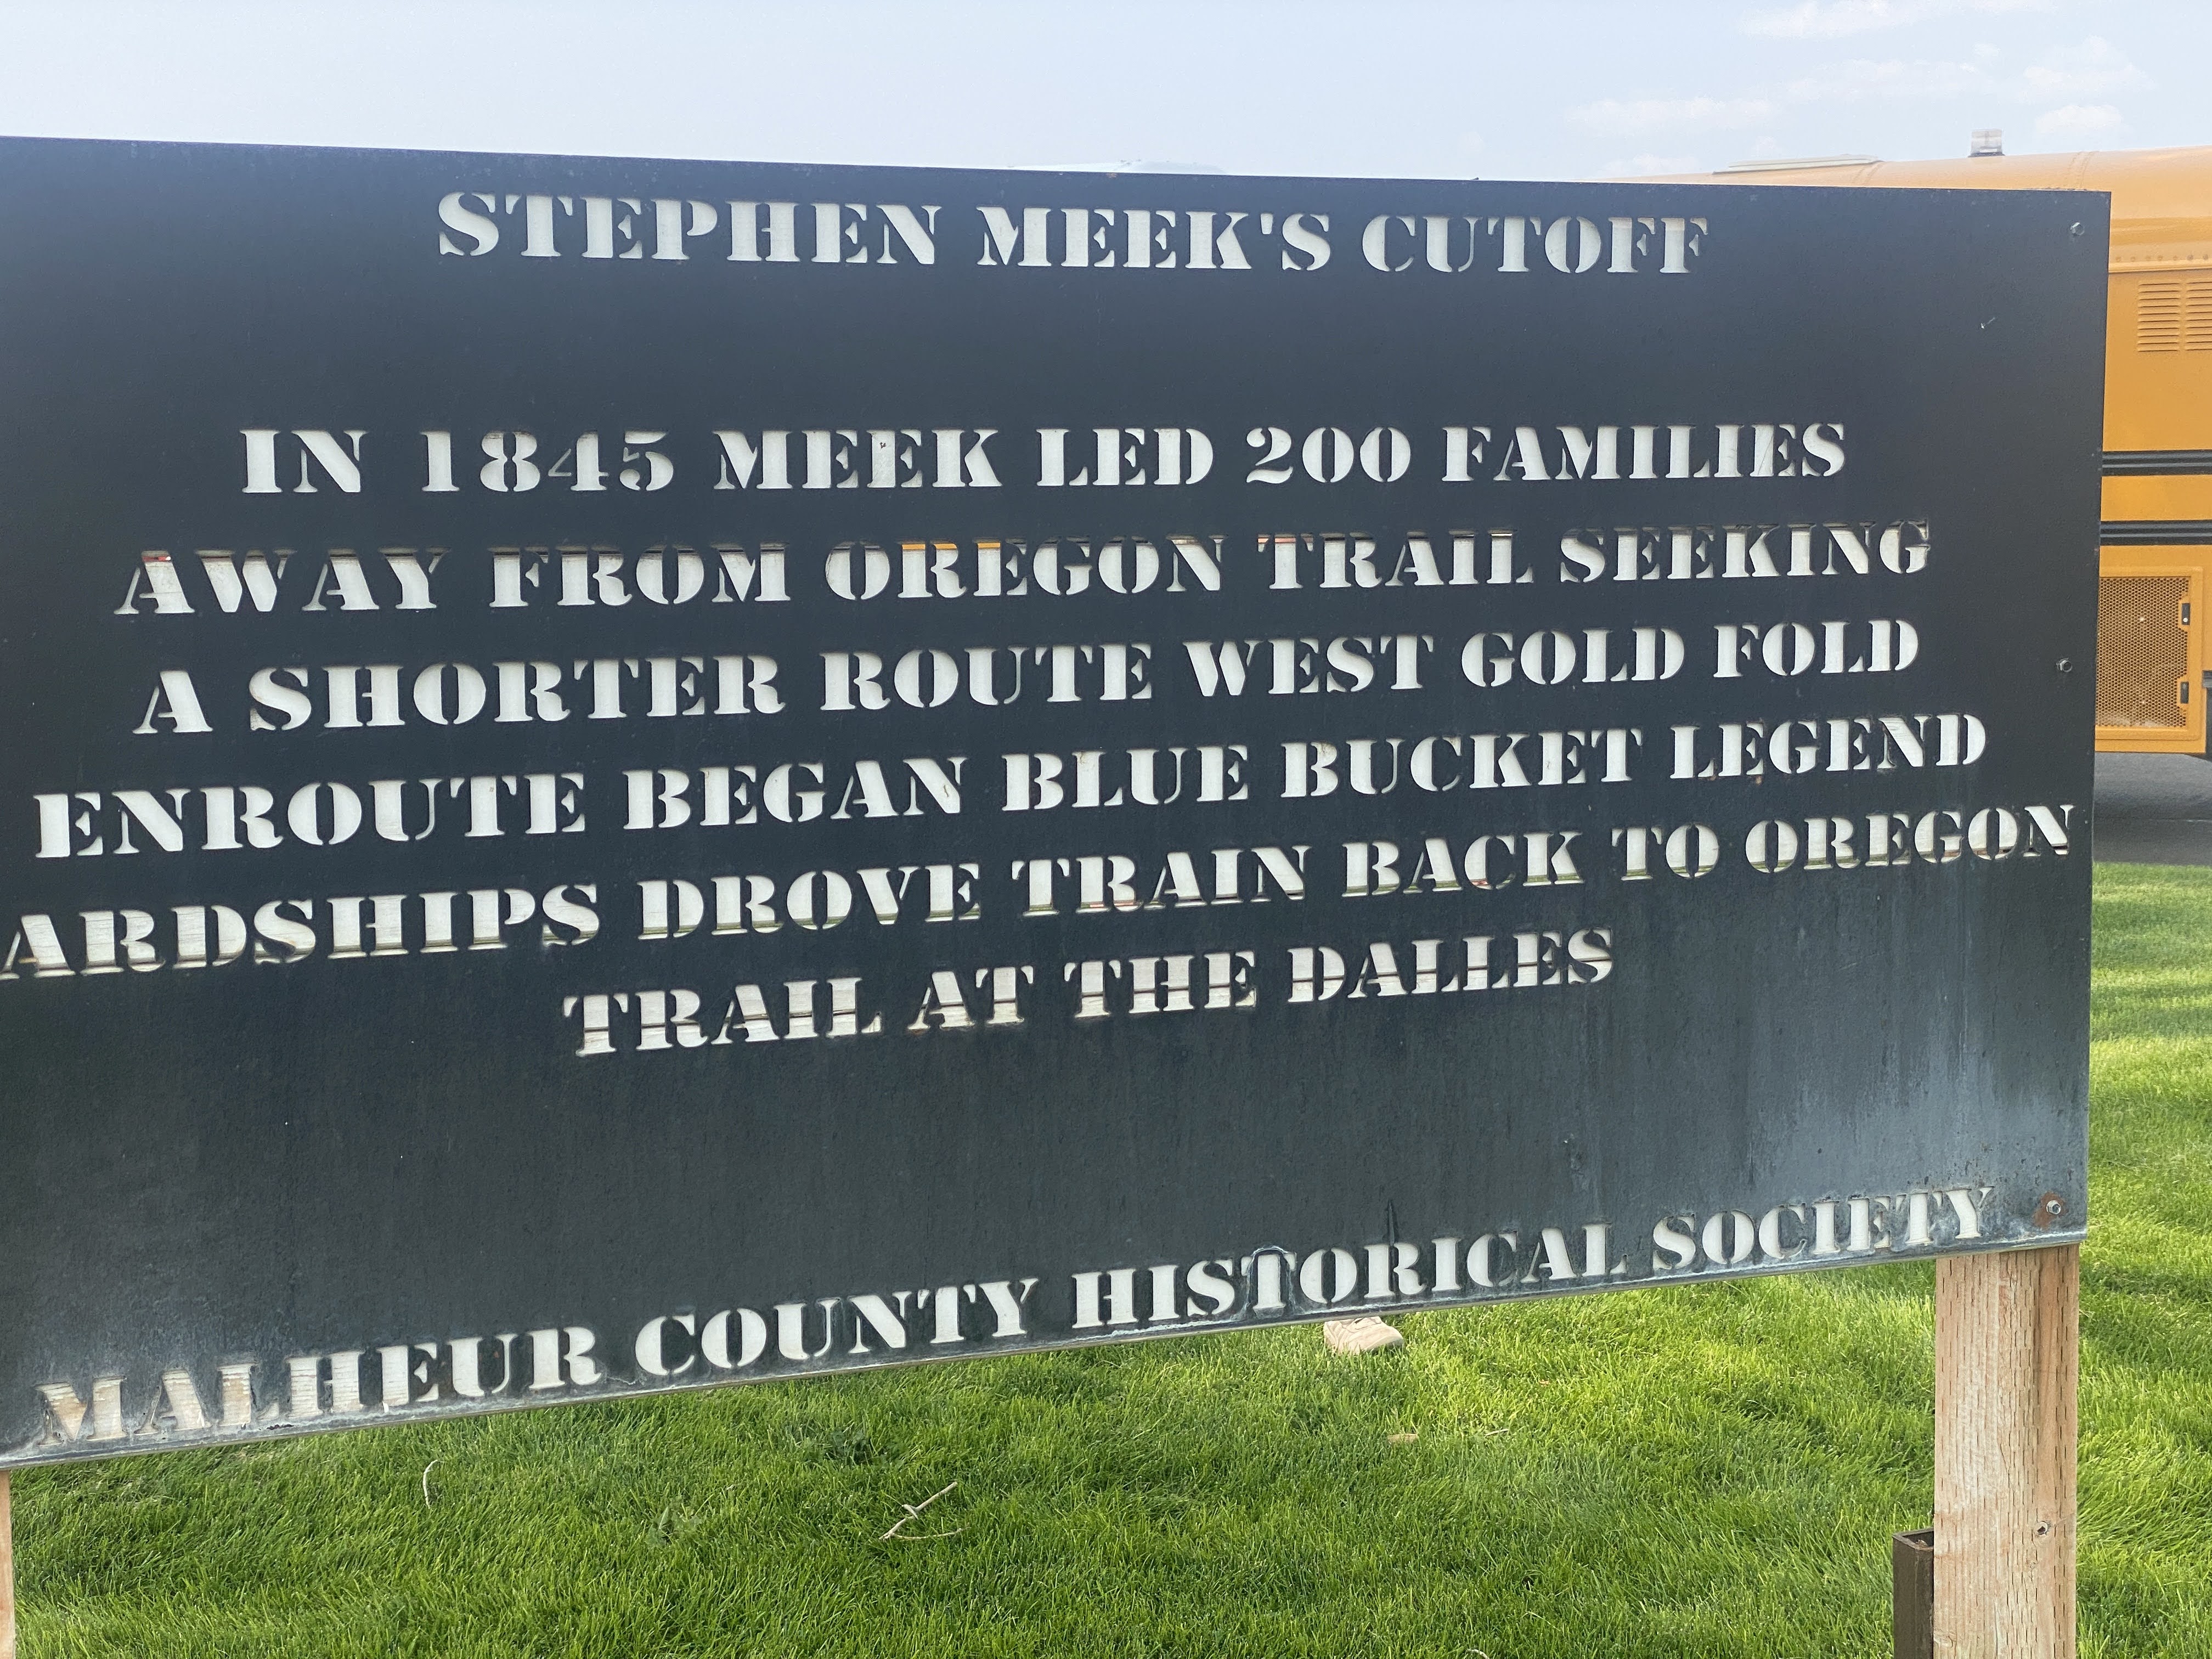 STEPHEN MEEK'S CUTOFF
IN 1845 MEEK LED 200 FAMILIES
AWAY FROM OREGON TRAIL SEEKING
A SHORTER ROUTE WEST GOLD FOLD
ENROUTE BEGAN BLUE BUCKET LEGEND
ARDSHIPS DROVE TRAIN BACK TO OREGON
TRAIL AT THE DALLES
MALHEUR COUNTY HISTORICAL SOCIETY